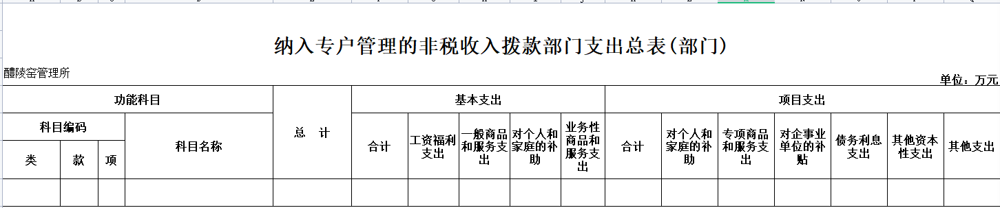 纳入专户管理的非税收入拨款部门支出总表(部门)
醴陵窑管理所
单位：万元
功能科目
总 计
基本支出
项目支出
科目编码
科目名称
合计
工资福利
支出
一般商品
和服务支
出
对个人和
家庭的补
助
业务性
商品和
服务支
出
合计
对个人和
家庭的补
助
专项商品
和服务支
出
对企事业
单位的补
贴
债务利息
支出
其他资本
性支出
其他支出
类
款
项